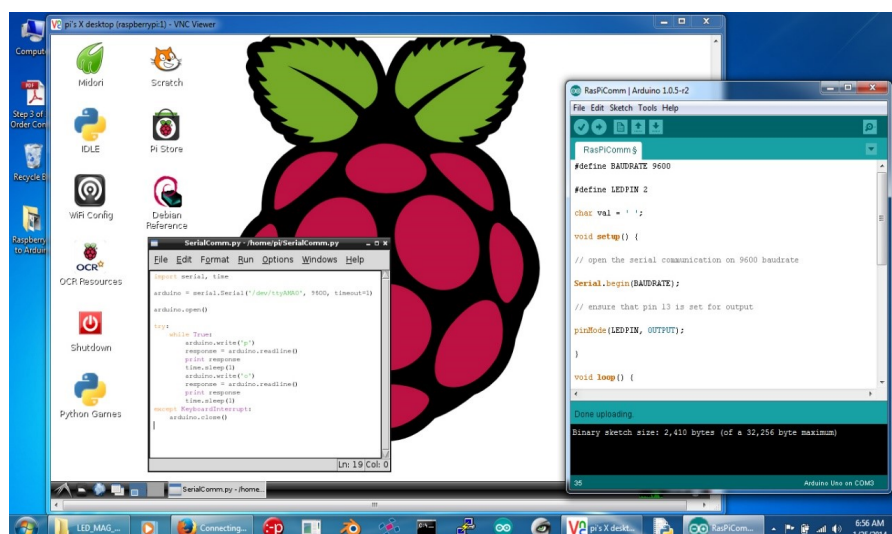 pi's X desktop (raspberrypi:1) - VNC Viewer
Midori
Scratch
IDLE
Pi Store
WiFi Config
Debian
Reference
OCR
OCR Resources
Shutdown
Python Games
Step 3 of
Recycle B
Raspberry
SerialComm.py - /home/pi/SerialComm.py
File Edit Format Run Options Windows Help
import serial, time
arduino = serial.Serial("/dev/ttyAMA0", 9600, timeout=1)
arduino.open()
try:
while True:
arduino.write("p")
response = arduino.readline()
print response
time.sleep(1)
arduino.write("c")
response = arduino.readline()
print response
time.sleep(1)
except KeyboardInterrupt:
arduino.close()
Ln: 19 Col: 0
SerialComm.py - /home...
RasPiComm | Arduino 1.0.5-r2
File Edit Sketch Tools Help
RasPiComm §
#define BAUDRATE 9600
#define LEDPIN 2
char val = ' ';
void setup() {
// open the serial communication on 9600 baudrate
Serial.begin(BAUDRATE);
// ensure that pin 13 is set for output
pinMode(LEDPIN, OUTPUT);
}
void loop() {
Done uploading.
Binary sketch size: 2,410 bytes (of a 32,256 byte maximum)
35
Arduino Uno on COM3
LED_MAG_...
Connecting...
pi's X deskt...
RasPiCom...
6:56 AM